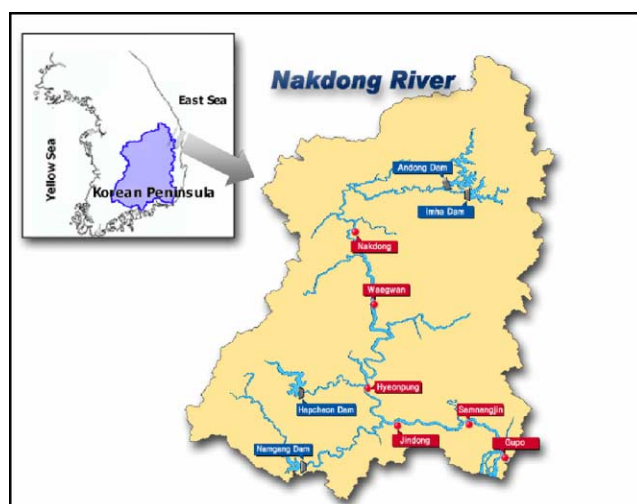 Nakdong River
East Sea
Yellow Sea
Korean Peninsula
Andong Dam
Imha Dam
Nakdong
Waegwan
Hyeonpung
Hapcheon Dam
Samnangjin
Jindong
Namgang Dam
Gupo